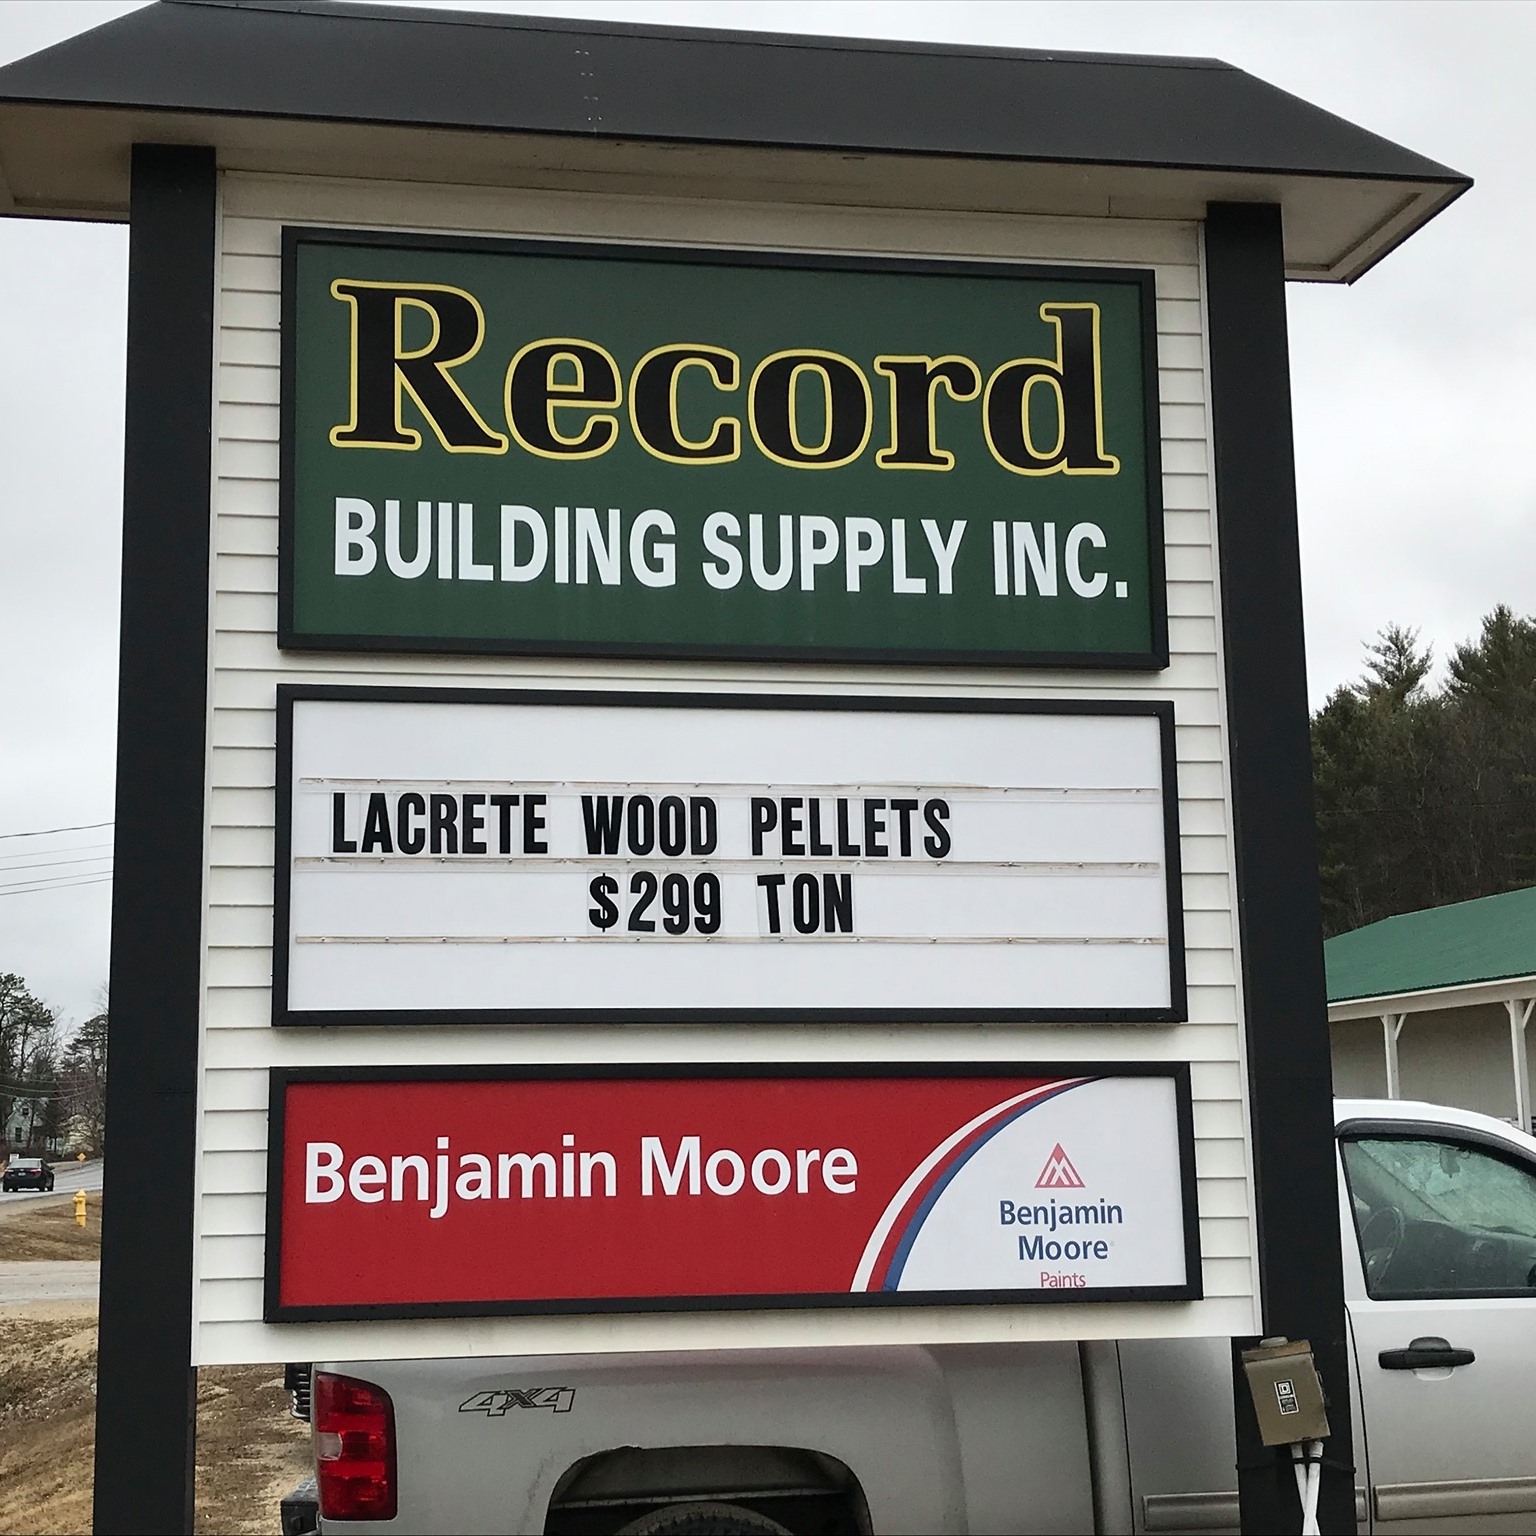 Record
BUILDING SUPPLY INC.
LACRETE WOOD PELLETS
$299 TON
Benjamin Moore
Benjamin
Moore
Paints
4x4